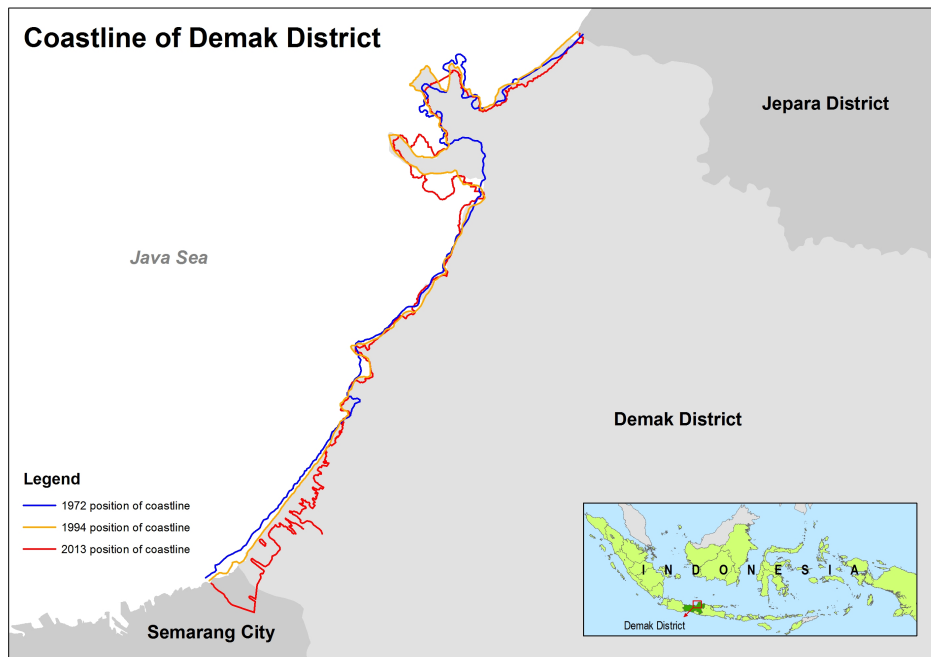 Coastline of Demak District
Jepara District
Java Sea
Demak District
Legend
1972 position of coastline
1994 position of coastline
2013 position of coastline
INDONESIA
Demak District
Semarang City